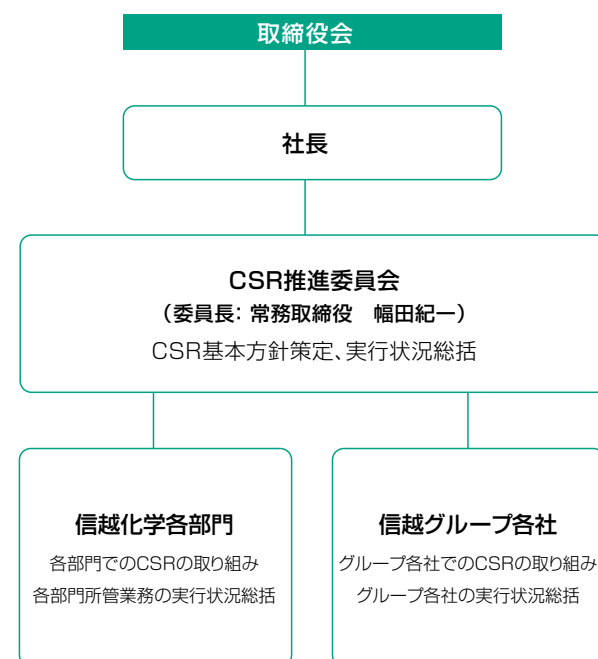 取締役会
社長
CSR推進委員会
（委員長：常務取締役　幅田紀一）
CSR基本方針策定、実行状況総括
信越化学各部門
各部門でのCSRの取り組み
各部門所管業務の実行状況総括
信越グループ各社
グループ各社でのCSRの取り組み
グループ各社の実行状況総括